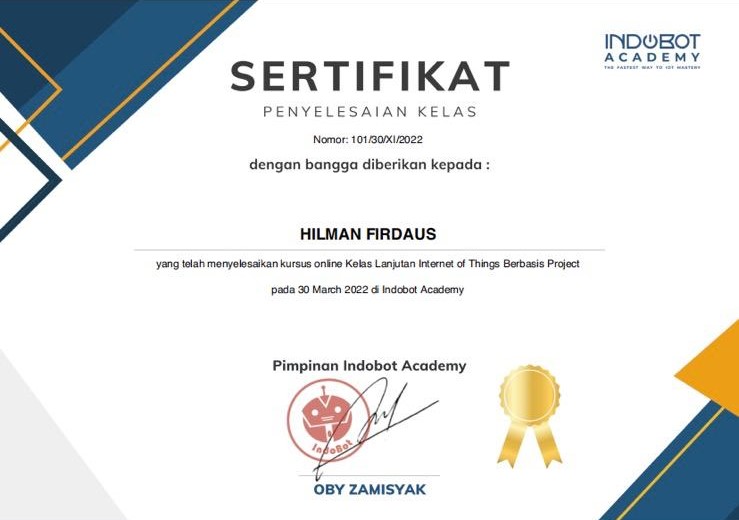 INDOBOT
ACADEMY
THE FASTEST WAY TO IOT MASTERY
SERTIFIKAT
PENYELESAIAN KELAS
Nomor: 101/30/XI/2022
dengan bangga diberikan kepada :
HILMAN FIRDAUS
yang telah menyelesaikan kursus online Kelas Lanjutan Internet of Things Berbasis Project
pada 30 March 2022 di Indobot Academy
Pimpinan Indobot Academy
IndoBot
OBY ZAMISYAK